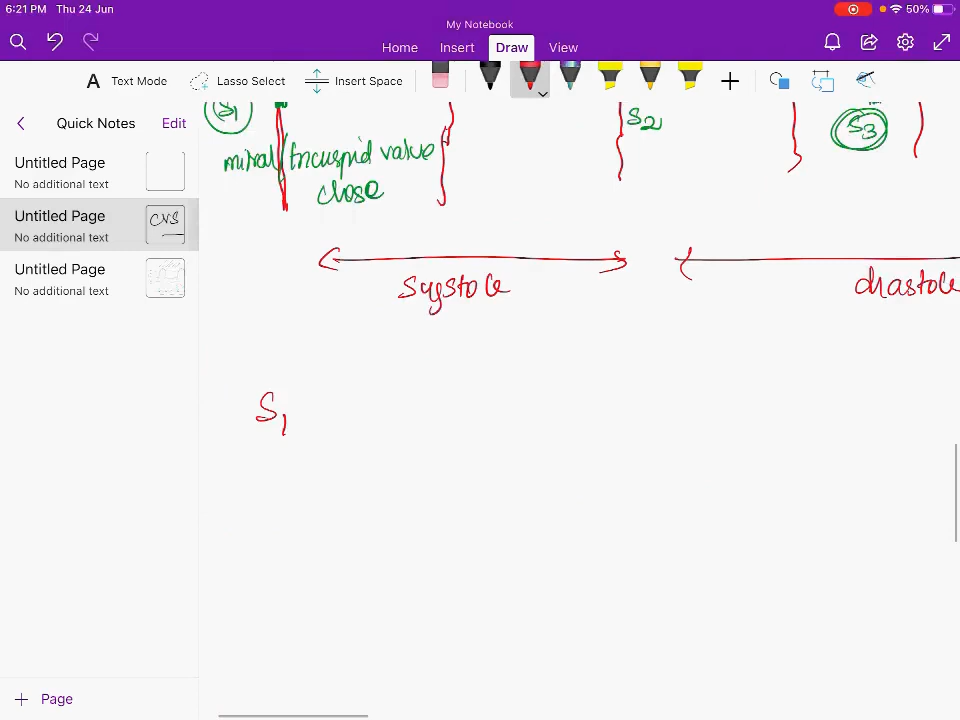 6:21 PM Thu 24 Jun
50%
My Notebook
Home Insert Draw View
Text Mode Lasso Select Insert Space
Quick Notes Edit
Untitled Page
No additional text
Untitled Page
No additional text
CNS
Untitled Page
No additional text
Page
S1
S2
S3
mitral/tricuspid valve
close
systole
diastole
S1